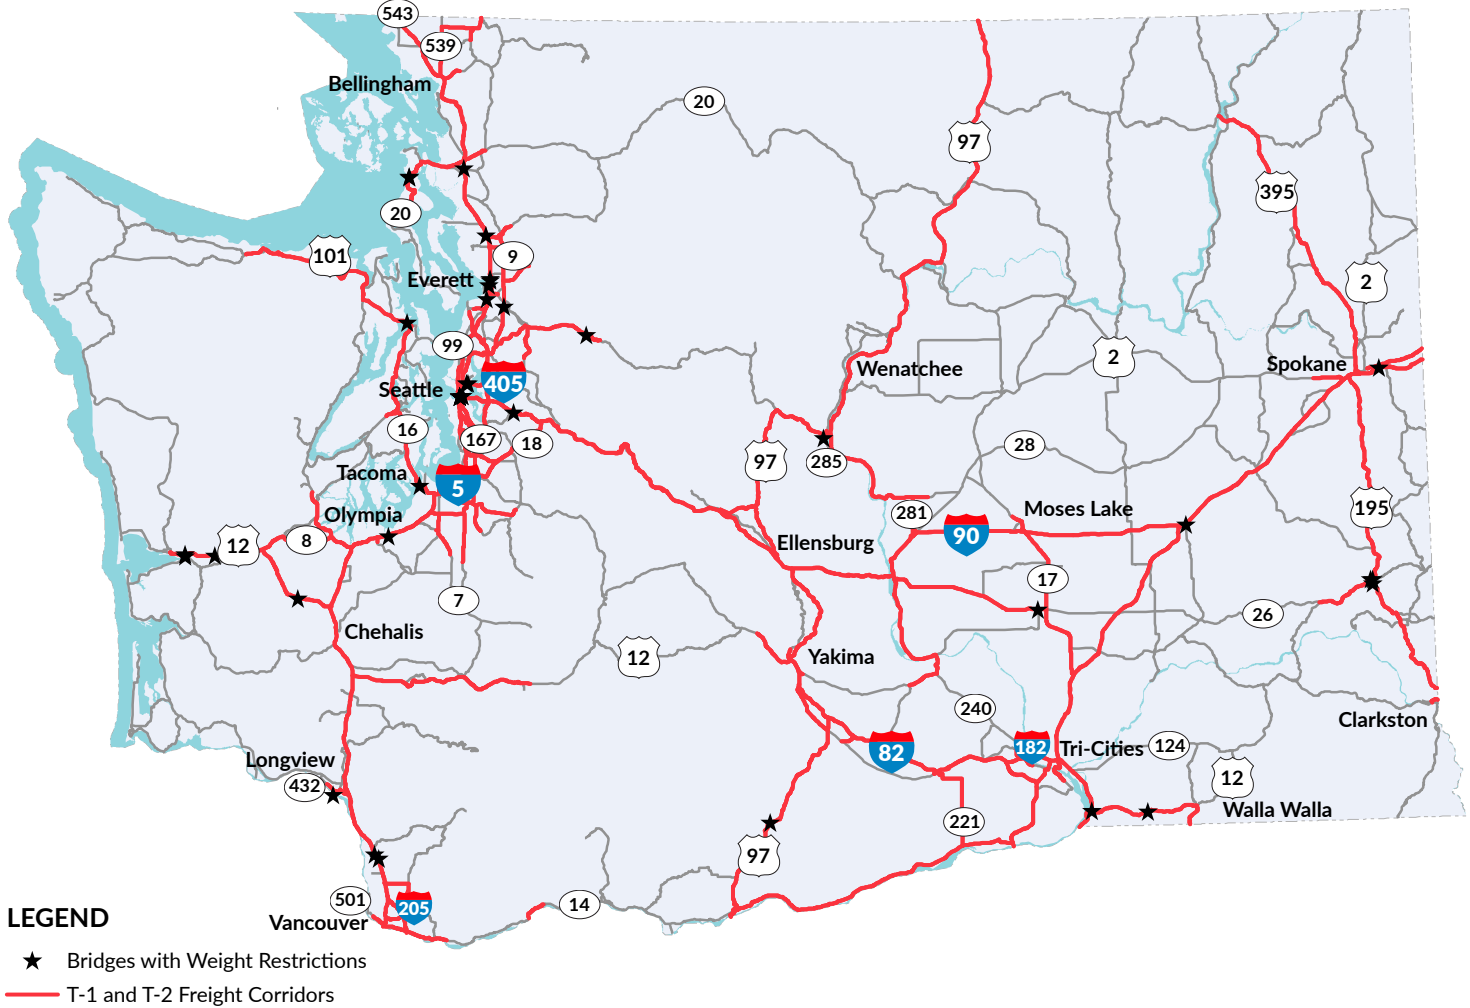 543
539
Bellingham
20
97
20
395
101
9
Everett
2
99
2
Wenatchee
Spokane
405
Seattle
16
167
18
28
97
285
Tacoma
5
195
Olympia
281
Moses Lake
12
8
90
Ellensburg
17
7
26
Chehalis
12
Yakima
240
Clarkston
82
182
Tri-Cities
124
Longview
432
12
Walla Walla
221
97
501
205
14
Vancouver
LEGEND
Bridges with Weight Restrictions
T-1 and T-2 Freight Corridors